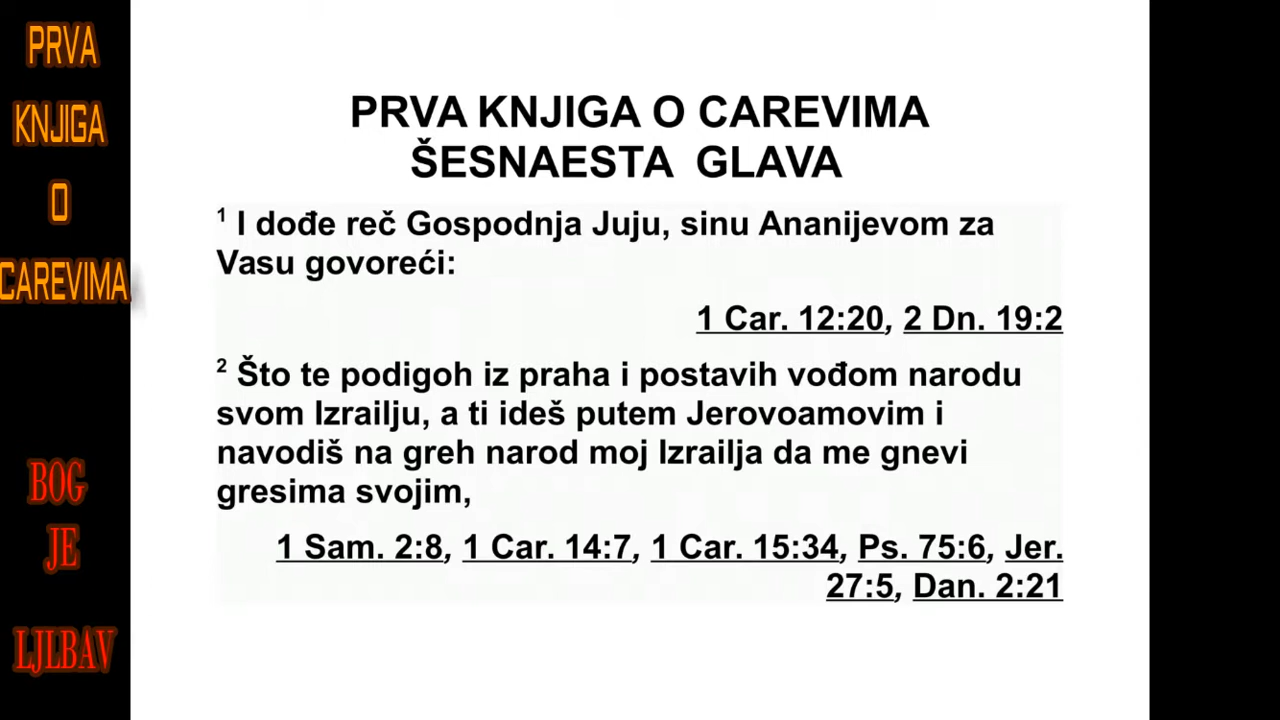 PRVA
KNJIGA
O
CAREVIMA
BOG
JE
LJLBAV
PRVA KNJIGA O CAREVIMA
ŠESNAESTA GLAVA
1 I dođe reč Gospodnja Juju, sinu Ananijevom za
Vasu govoreći:
1 Car. 12:20, 2 Dn. 19:2
2 Što te podigoh iz praha i postavih vođom narodu
svom Izrailju, a ti ideš putem Jerovoamovim i
navodiš na greh narod moj Izrailja da me gnevi
gresima svojim,
1 Sam. 2:8, 1 Car. 14:7, 1 Car. 15:34, Ps. 75:6, Jer.
27:5, Dan. 2:21